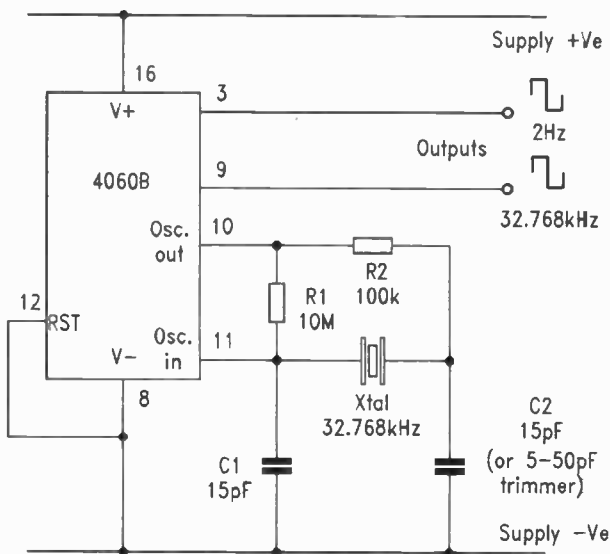 Supply +Ve
16
3
V+
2Hz
4060B
Outputs
9
32.768kHz
Osc.
out
10
R2
100k
R1
10M
12
RST
Osc.
in
11
V-
8
Xtal
32.768kHz
C1
15pF
C2
15pF
(or 5-50pF
trimmer)
Supply -Ve